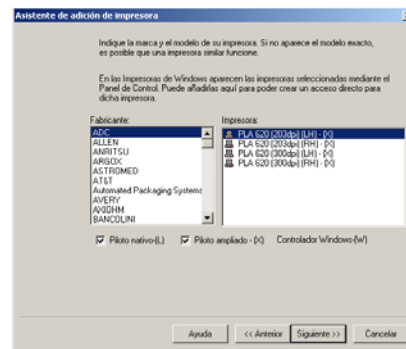 Asistente de adición de impresora
Indique la marca y el modelo de su impresora. Si no aparece el modelo exacto,
es posible que una impresora similar funcione.
En las Impresoras de Windows aparecen las impresoras seleccionadas mediante el
Panel de Control. Puede añadirlas aquí para poder crear un acceso directo para
dicha impresora.
Fabricante:
ADC
ALLEN
ANRITSU
ARGOX
ASTROMED
AT&T
Automated Packaging Systems
AVERY
AXIOHM
BANCOLINI
Impresora:
PLA 620 (203dpi) (LH) - (X)
PLA 620 (203dpi) (RH) - (X)
PLA 620 (300dpi) (LH) - (X)
PLA 620 (300dpi) (RH) - (X)
Piloto nativo-(L) Piloto ampliado - (X) Controlador Windows-(W)
Ayuda << Anterior Siguiente >> Cancelar